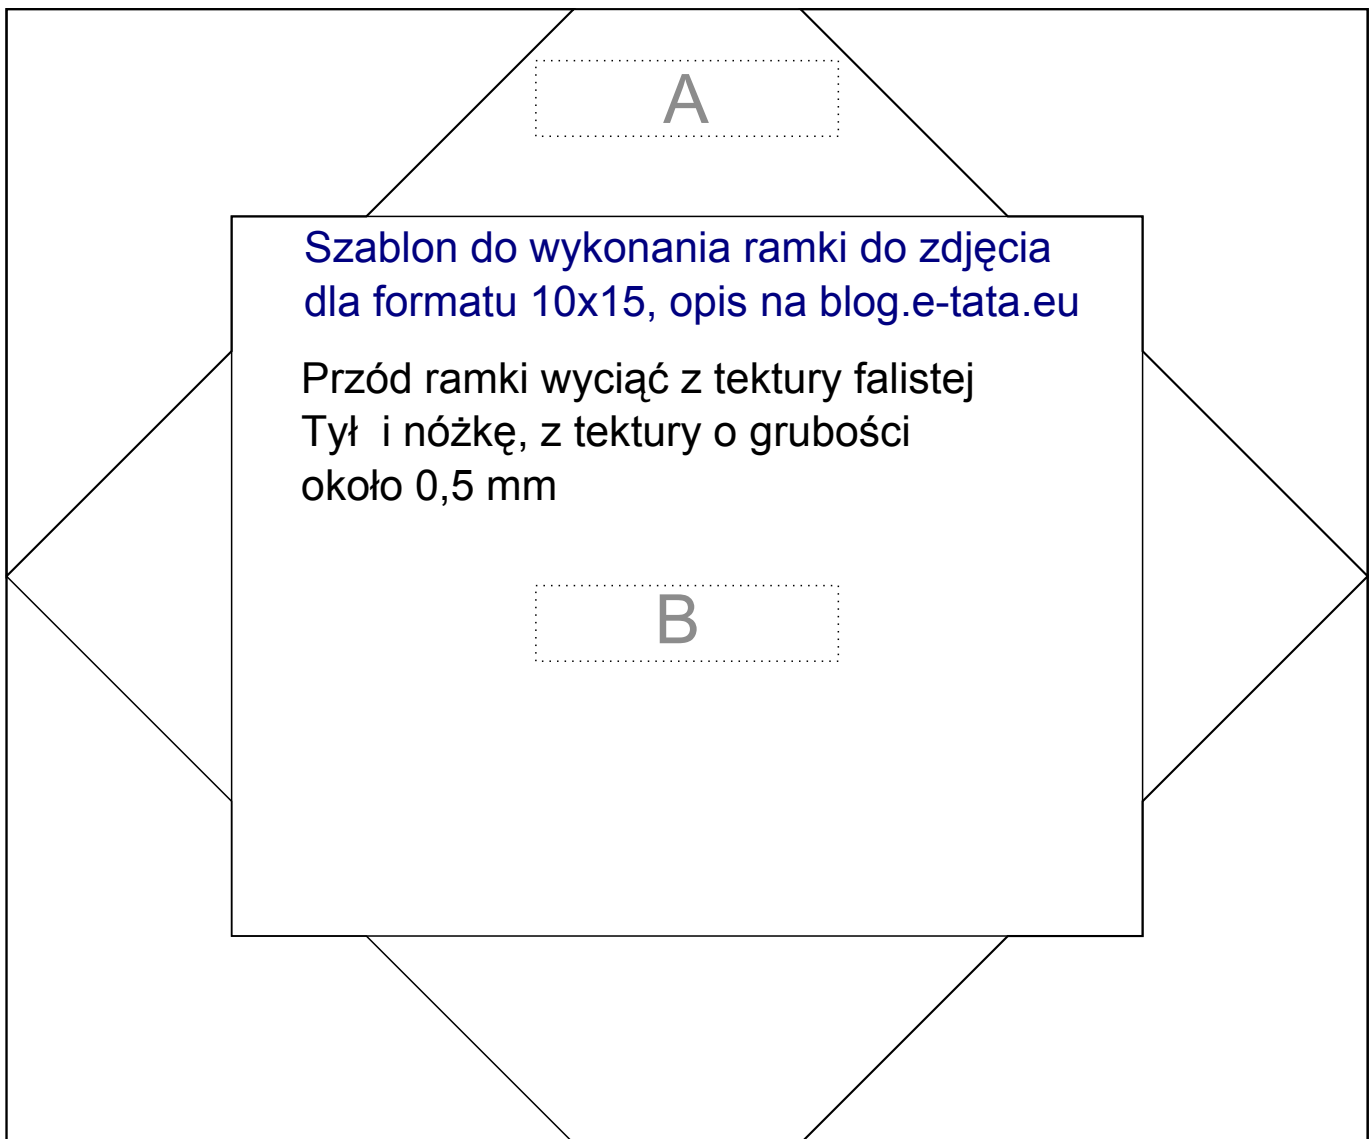 A
Szablon do wykonania ramki do zdjęcia
dla formatu 10x15, opis na blog.e-tata.eu
Przód ramki wyciąć z tektury falistej
Tył  i nóżkę, z tektury o grubości
około 0,5 mm
B